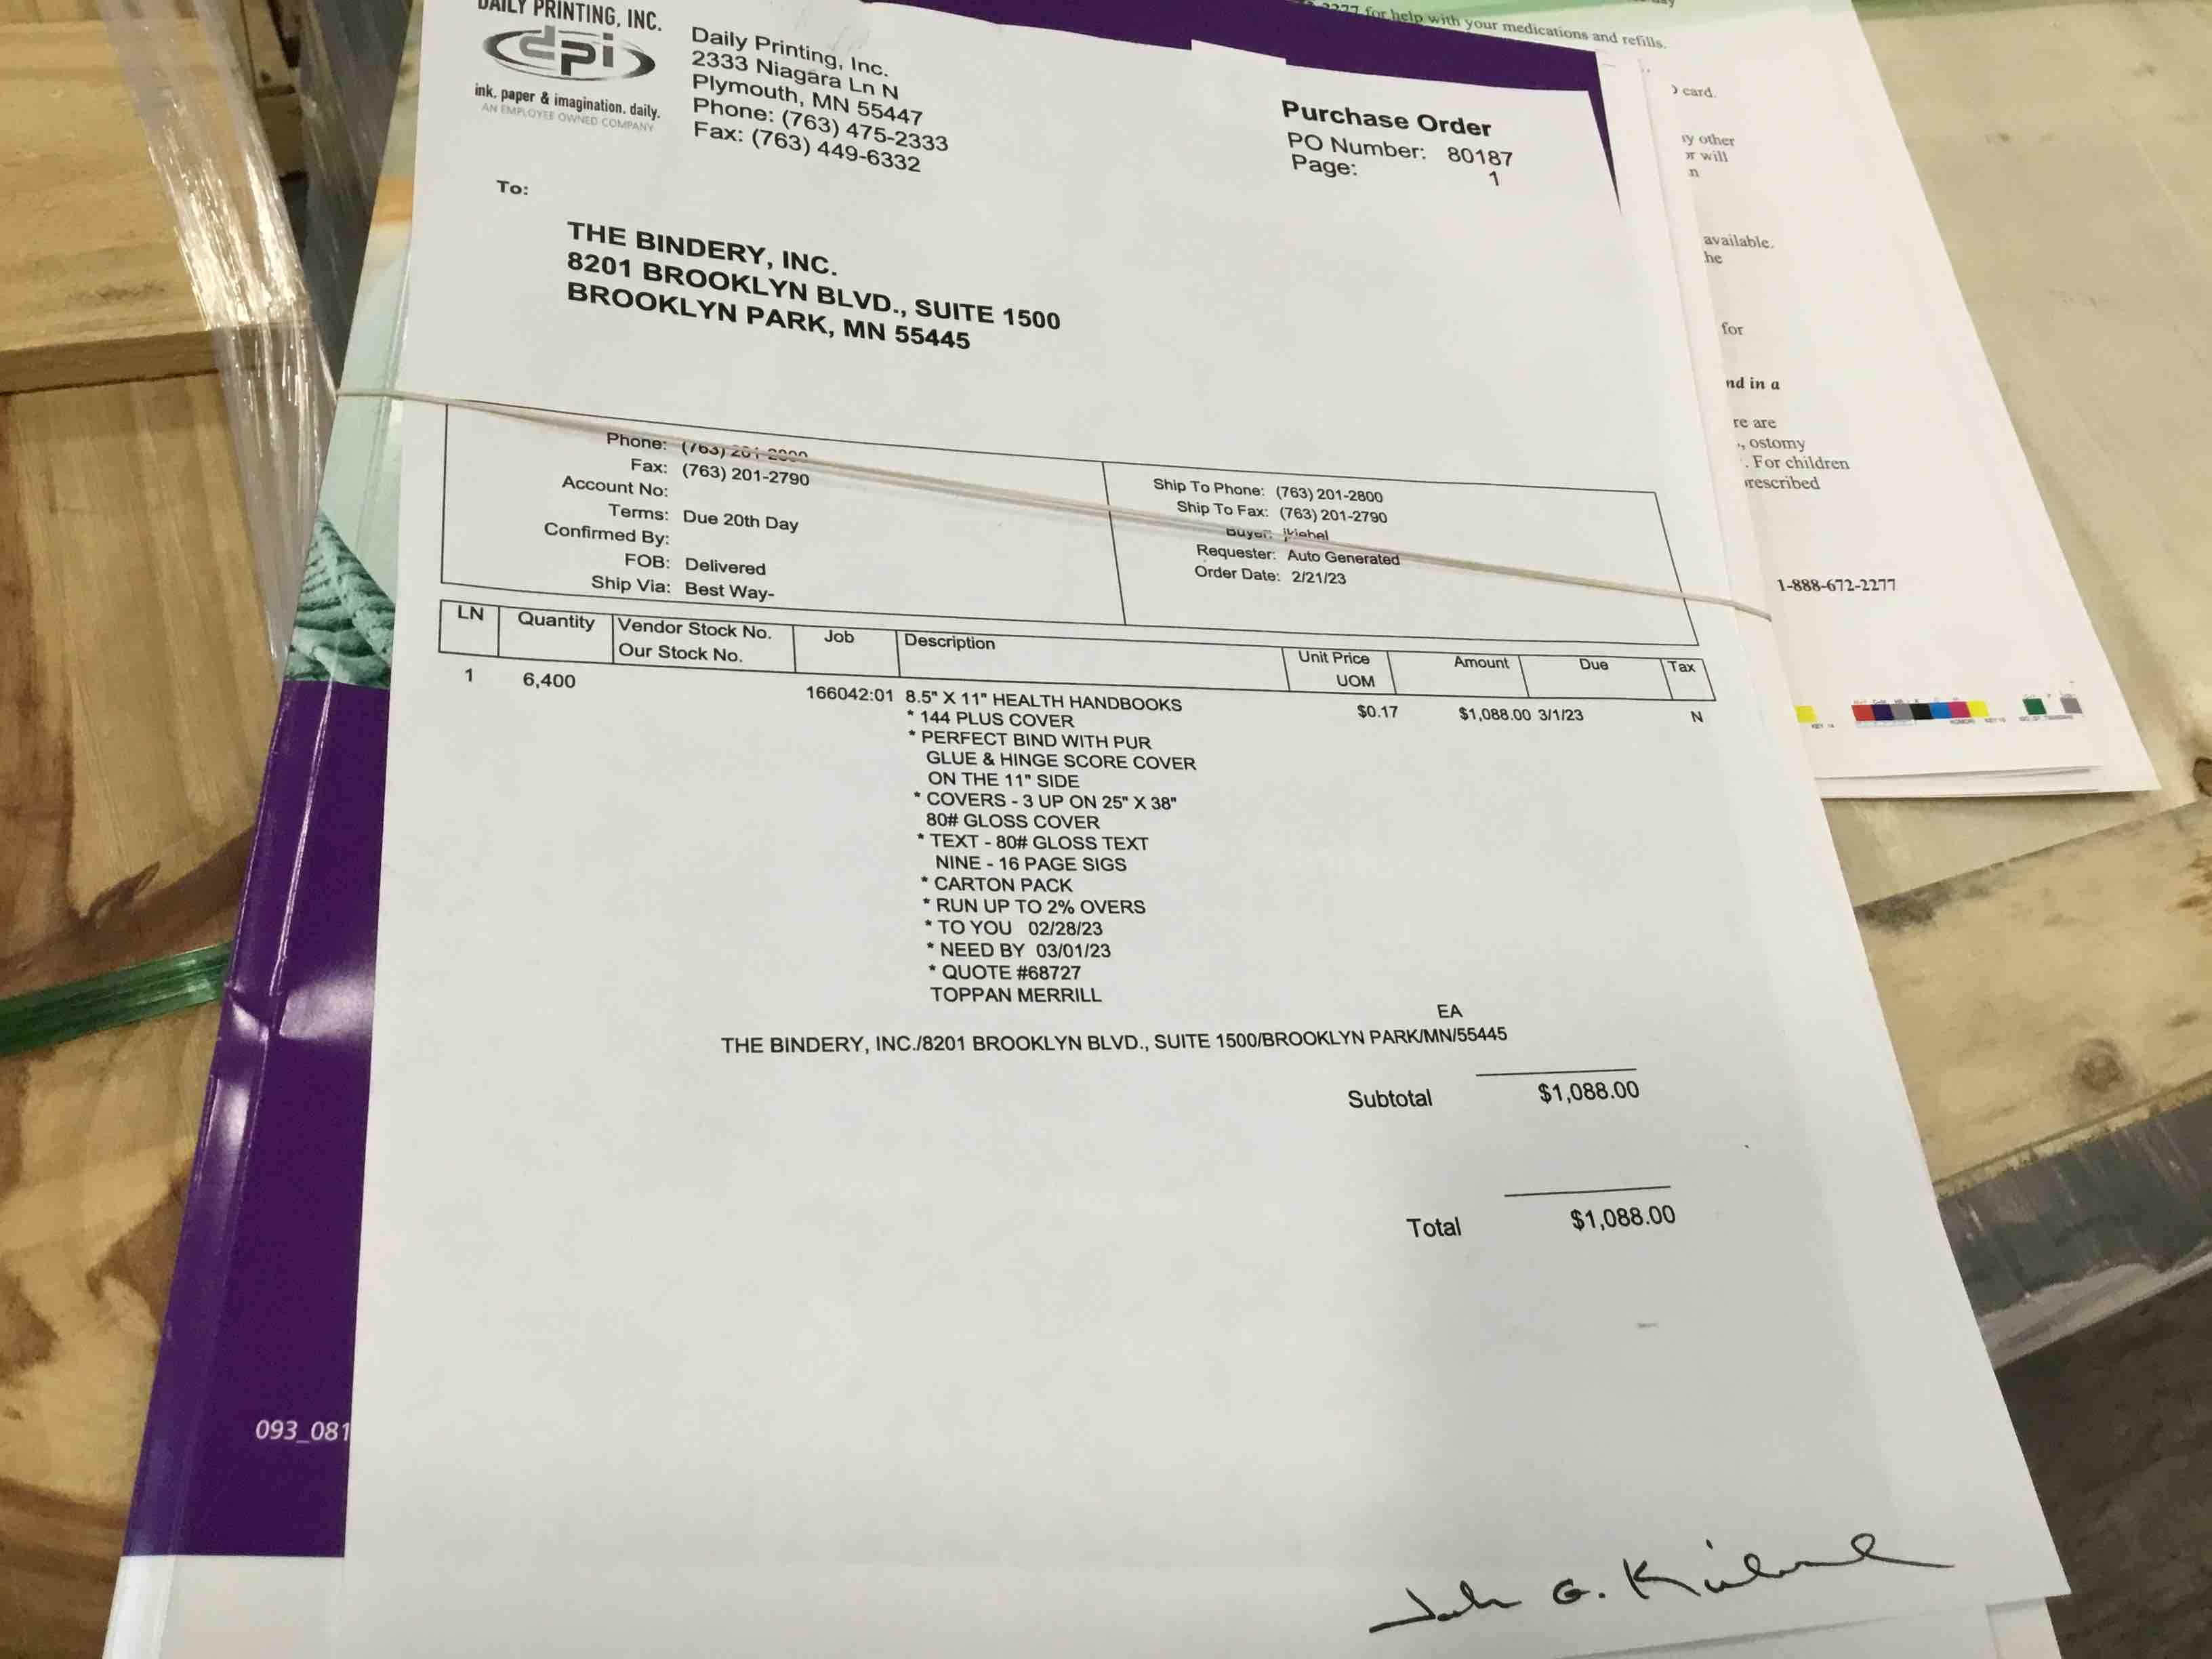 DAILY PRINTING, INC.
dpi
ink. paper & imagination. daily.
AN EMPLOYEE OWNED COMPANY
Daily Printing, Inc.
2333 Niagara Ln N
Plymouth, MN 55447
Phone: (763) 475-2333
Fax: (763) 449-6332
Purchase Order
PO Number: 80187
Page: 1
To:
THE BINDERY, INC.
8201 BROOKLYN BLVD., SUITE 1500
BROOKLYN PARK, MN 55445
Phone: (763) 201-2800
Fax: (763) 201-2790
Account No:
Terms: Due 20th Day
Confirmed By:
FOB: Delivered
Ship Via: Best Way-
Ship To Phone: (763) 201-2800
Ship To Fax: (763) 201-2790
Buyer:
Requester: Auto Generated
Order Date: 2/21/23
LN Quantity Vendor Stock No. Job Description Unit Price Amount Due Tax
Our Stock No. UOM
1 6,400 166042:01 8.5" X 11" HEALTH HANDBOOKS $0.17 $1,088.00 3/1/23 N
* 144 PLUS COVER
* PERFECT BIND WITH PUR
GLUE & HINGE SCORE COVER
ON THE 11" SIDE
* COVERS - 3 UP ON 25" X 38"
80# GLOSS COVER
* TEXT - 80# GLOSS TEXT
NINE - 16 PAGE SIGS
* CARTON PACK
* RUN UP TO 2% OVERS
* TO YOU 02/28/23
* NEED BY 03/01/23
* QUOTE #68727
TOPPAN MERRILL
EA
THE BINDERY, INC./8201 BROOKLYN BLVD., SUITE 1500/BROOKLYN PARK/MN/55445
Subtotal $1,088.00
Total $1,088.00
093_081
for help with your medications and refills.
card.
other
will
available.
he
for
nd in a
re are
, ostomy
. For children
rescribed
1-888-672-2277